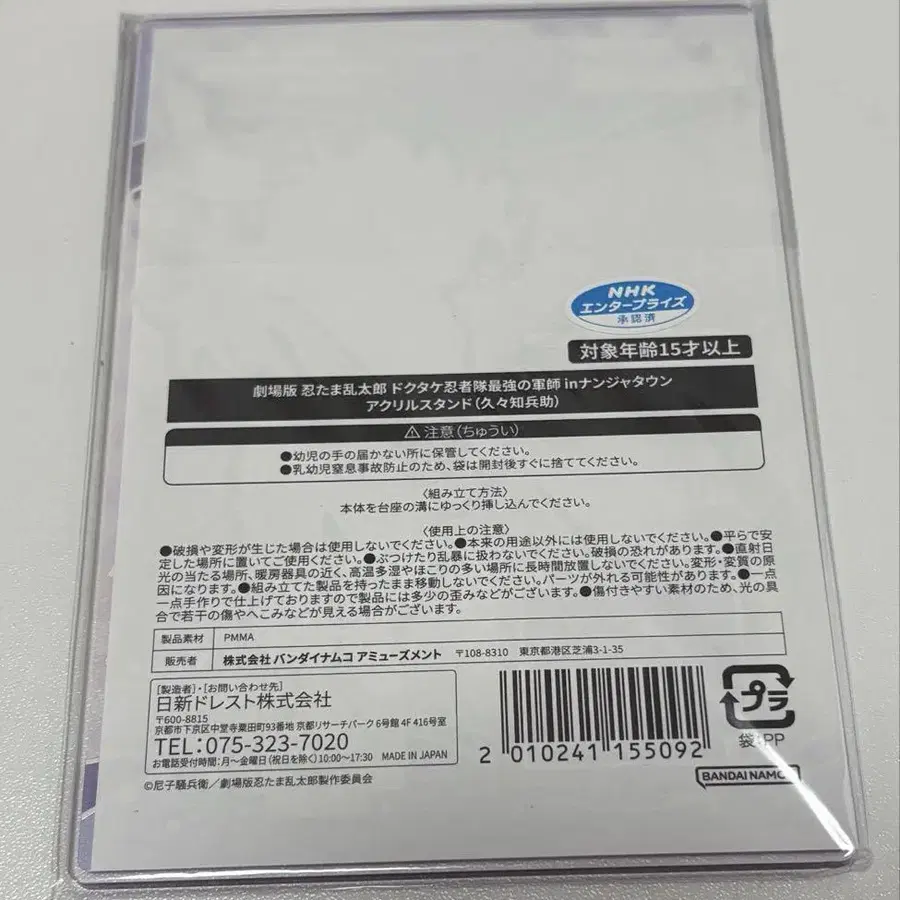 NHK
エンタープライズ
承認済
対象年齢15才以上
劇場版 忍たま乱太郎 ドクタケ忍者隊最強の軍師 inナンジャタウン
アクリルスタンド(久々知兵助)
⚠注意(ちゅうい)
●幼児の手の届かない所に保管してください。
●乳幼児窒息事故防止のため、袋は開封後すぐに捨ててください。
〈組み立て方法〉
本体を台座の溝にゆっくり挿し込んでください。
〈使用上の注意〉
●破損や変形が生じた場合は使用しないでください。●本来の用途以外には使用しないでください。●平らで安
定した場所に置いてご使用ください。●ぶつけたり乱暴に扱わないでください。破損の恐れがあります。●直射日
光の当たる場所、暖房器具の近く、高温多湿やほこりの多い場所に長時間放置しないでください。変形・変質の原
因になります。●組み立てた製品を持ったまま移動しないでください。パーツが外れる可能性があります。●一点
一点手作りで仕上げておりますので製品には多少の歪みなどがございます。●傷付きやすい素材のため、光の具
合で若干の傷やへこみなどが見える場合がございます。
製品素材 PMMA
販売者 株式会社 バンダイナムコ アミューズメント 〒108-8310 東京都港区芝浦3-1-35
[製造者]・[お問い合わせ先]
日新ドレスト株式会社
〒600-8815
京都市下京区中堂寺粟田町93番地 京都リサーチパーク6号館 4F 416号室
TEL:075-323-7020
お電話受付時間:月~金曜日(祝日を除く)10:00~17:30 MADE IN JAPAN
2 010241 155092
プラ
袋:PP
BANDAI NAMCO
©尼子騒兵衛/劇場版忍たま乱太郎製作委員会